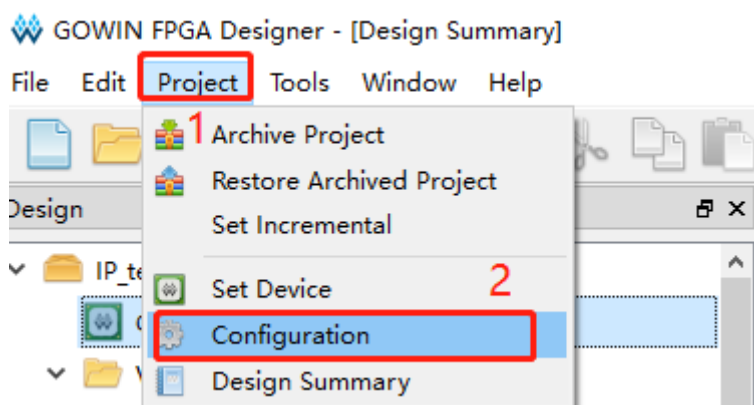 GOWIN FPGA Designer - [Design Summary]
File Edit Project Tools Window Help
1 Archive Project
Restore Archived Project
Design
Set Incremental
2
Set Device
Configuration
Design Summary